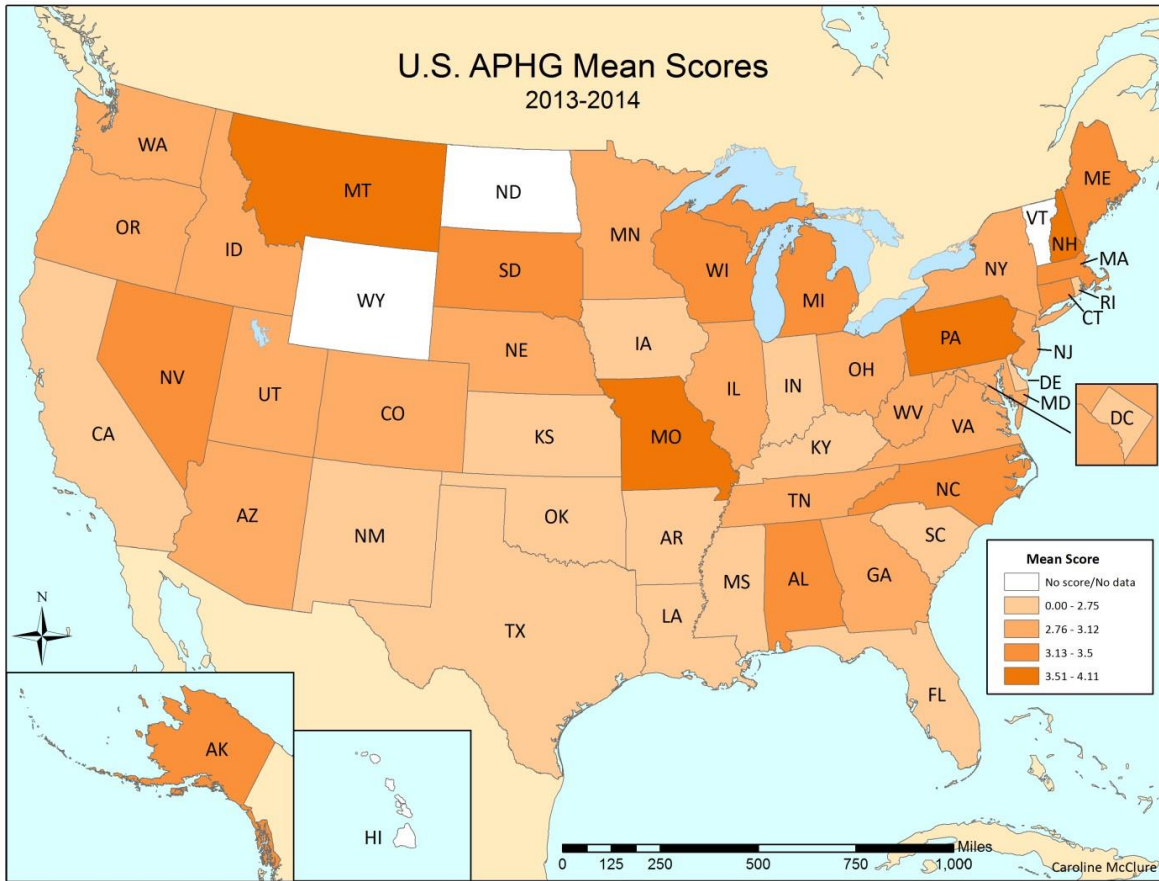 U.S. APHG Mean Scores
2013-2014
WA
MT
ND
ME
VT
OR
MN
NH
ID
SD
WI
NY
MA
MI
WY
RI
CT
IA
PA
NE
NJ
NV
OH
IL
IN
DE
UT
MD
CO
WV
CA
KS
MO
VA
DC
KY
NC
TN
AZ
OK
NM
AR
SC
MS
AL
GA
LA
TX
FL
Mean Score
No score/No data
0.00 - 2.75
2.76 - 3.12
3.13 - 3.5
3.51 - 4.11
N
AK
HI
Miles
0 125 250 500 750 1,000
Caroline McClure